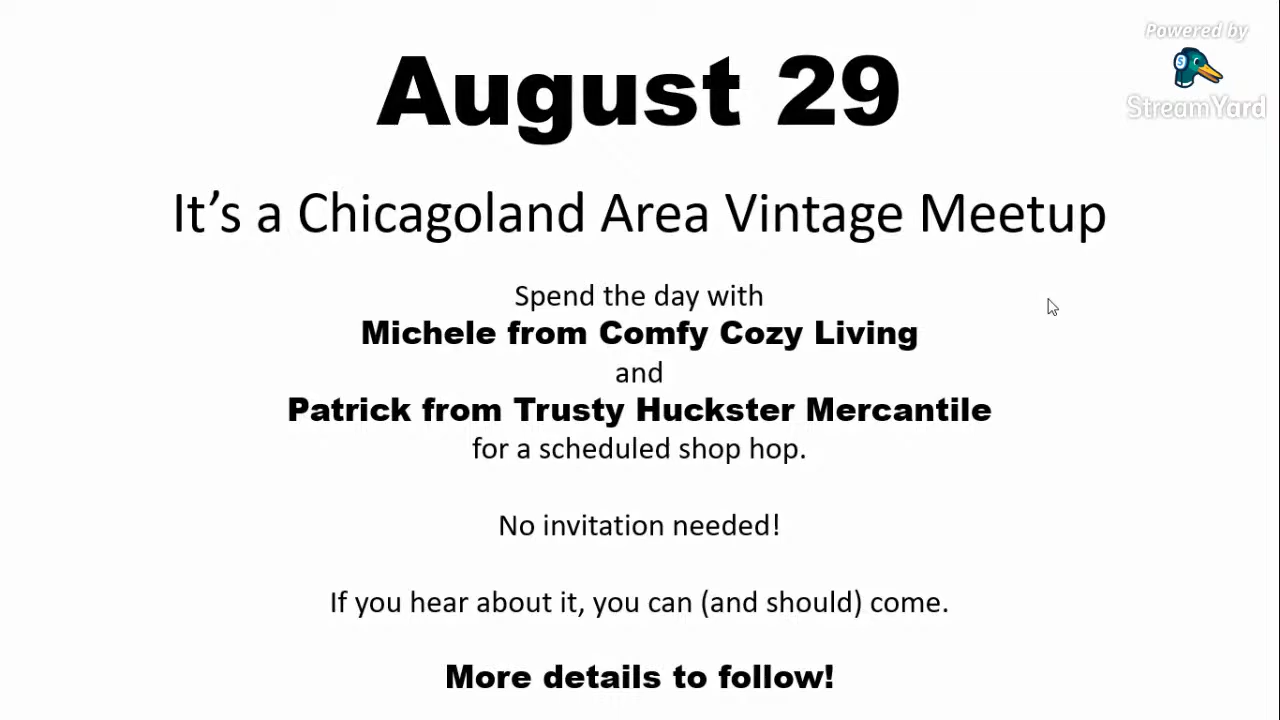 Powered by
StreamYard
August 29
It's a Chicagoland Area Vintage Meetup
Spend the day with
Michele from Comfy Cozy Living
and
Patrick from Trusty Huckster Mercantile
for a scheduled shop hop.
No invitation needed!
If you hear about it, you can (and should) come.
More details to follow!